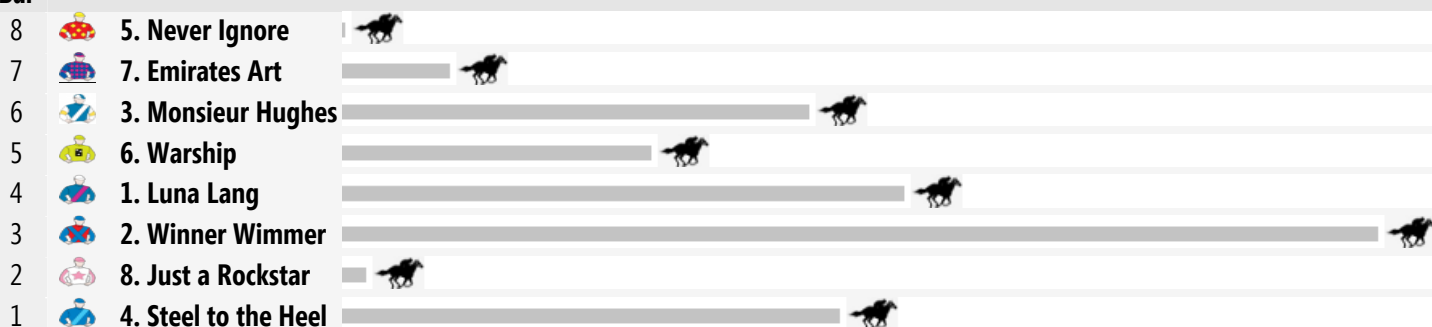 Bar
8 5. Never Ignore
7 7. Emirates Art
6 3. Monsieur Hughes
5 6. Warship
4 1. Luna Lang
3 2. Winner Wimmer
2 8. Just a Rockstar
1 4. Steel to the Heel